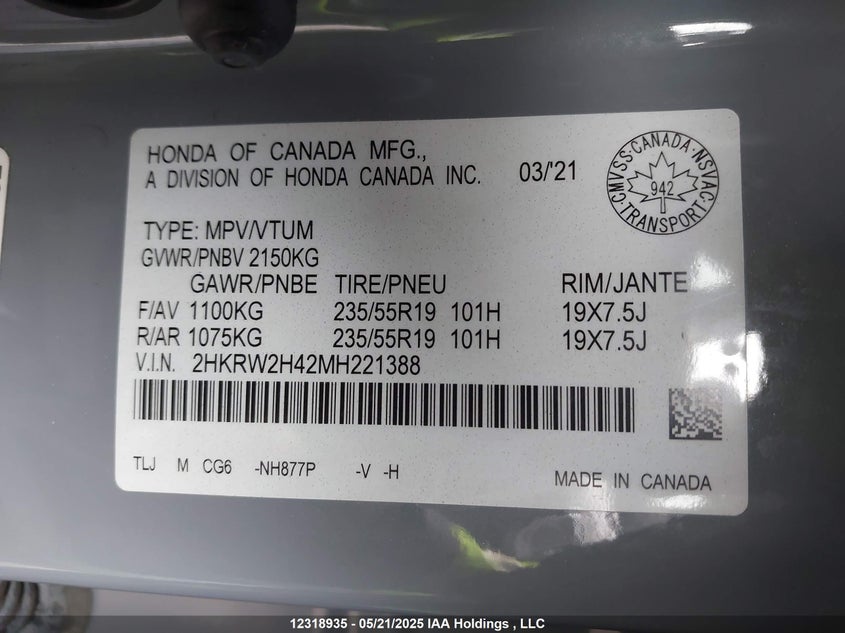 HONDA OF CANADA MFG.,
A DIVISION OF HONDA CANADA INC. 03/'21
CMVSS · CANADA · NSVAC
942
TRANSPORT
TYPE: MPV/VTUM
GVWR/PNBV 2150KG
GAWR/PNBE TIRE/PNEU RIM/JANTE
F/AV 1100KG 235/55R19 101H 19X7.5J
R/AR 1075KG 235/55R19 101H 19X7.5J
V.I.N. 2HKRW2H42MH221388
TLJ M CG6 -NH877P -V -H
MADE IN CANADA
12318935 - 05/21/2025 IAA Holdings , LLC